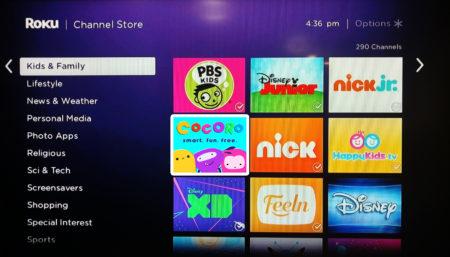 Roku | Channel Store
4:36 pm | Options
290 Channels
Kids & Family
Lifestyle
News & Weather
Personal Media
Photo Apps
Religious
Sci & Tech
Screensavers
Shopping
Special Interest
Sports
PBS
KIDS
Disney
Junior
nick jr.
COCORO
smart. fun. free.
nick
HappyKids.tv
Disney
XD
Feeln
Disney